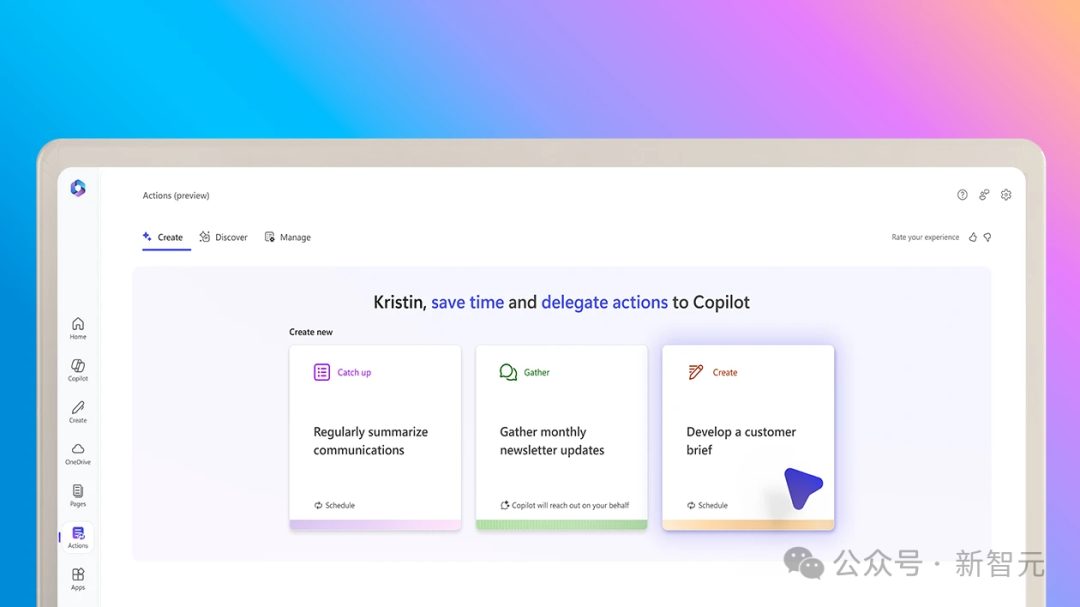 Actions (preview)
Create
Discover
Manage
Rate your experience
Kristin, save time and delegate actions to Copilot
Create new
Catch up
Regularly summarize
communications
Schedule
Gather
Gather monthly
newsletter updates
Copilot will reach out on your behalf
Create
Develop a customer
brief
Schedule
Home
Copilot
Create
OneDrive
Pages
Actions
Apps
公众号 · 新智元